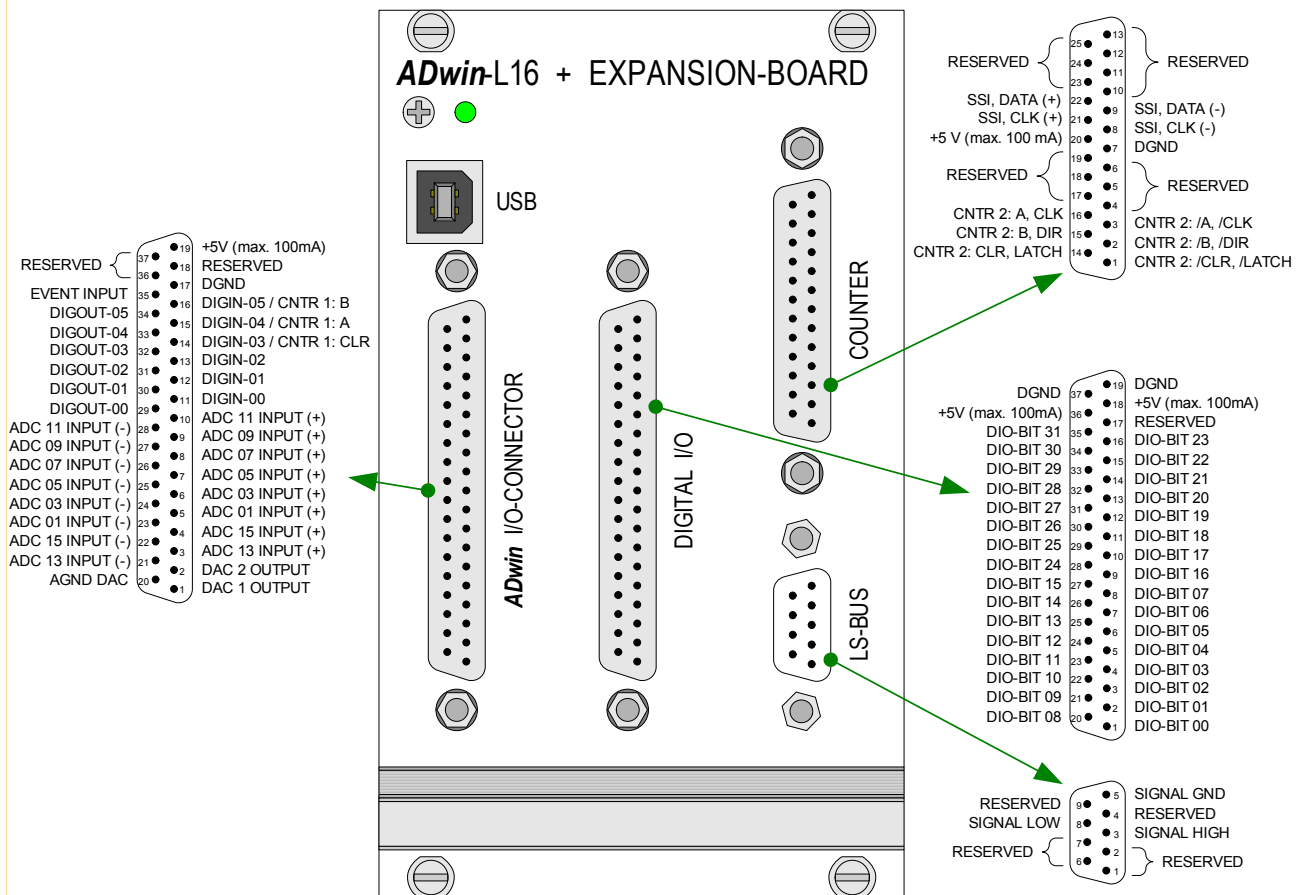 ADwin-L16 + EXPANSION-BOARD
USB
ADwin I/O-CONNECTOR
DIGITAL I/O
COUNTER
LS-BUS
37 RESERVED
36
EVENT INPUT 35
DIGOUT-05 34
DIGOUT-04 33
DIGOUT-03 32
DIGOUT-02 31
DIGOUT-01 30
DIGOUT-00 29
ADC 11 INPUT (-) 28
ADC 09 INPUT (-) 27
ADC 07 INPUT (-) 26
ADC 05 INPUT (-) 25
ADC 03 INPUT (-) 24
ADC 01 INPUT (-) 23
ADC 15 INPUT (-) 22
ADC 13 INPUT (-) 21
AGND DAC 20
19 +5V (max. 100mA)
18 RESERVED
17 DGND
16 DIGIN-05 / CNTR 1: B
15 DIGIN-04 / CNTR 1: A
14 DIGIN-03 / CNTR 1: CLR
13 DIGIN-02
12 DIGIN-01
11 DIGIN-00
10 ADC 11 INPUT (+)
9 ADC 09 INPUT (+)
8 ADC 07 INPUT (+)
7 ADC 05 INPUT (+)
6 ADC 03 INPUT (+)
5 ADC 01 INPUT (+)
4 ADC 15 INPUT (+)
3 ADC 13 INPUT (+)
2 DAC 2 OUTPUT
1 DAC 1 OUTPUT
25
RESERVED 24
23
SSI, DATA (+) 22
SSI, CLK (+) 21
+5 V (max. 100 mA) 20
19
RESERVED 18
17
CNTR 2: A, CLK 16
CNTR 2: B, DIR 15
CNTR 2: CLR, LATCH 14
13
12 RESERVED
11
10
9 SSI, DATA (-)
8 SSI, CLK (-)
7 DGND
6
5 RESERVED
4
3 CNTR 2: /A, /CLK
2 CNTR 2: /B, /DIR
1 CNTR 2: /CLR, /LATCH
DGND 37
+5V (max. 100mA) 36
DIO-BIT 31 35
DIO-BIT 30 34
DIO-BIT 29 33
DIO-BIT 28 32
DIO-BIT 27 31
DIO-BIT 26 30
DIO-BIT 25 29
DIO-BIT 24 28
DIO-BIT 15 27
DIO-BIT 14 26
DIO-BIT 13 25
DIO-BIT 12 24
DIO-BIT 11 23
DIO-BIT 10 22
DIO-BIT 09 21
DIO-BIT 08 20
19 DGND
18 +5V (max. 100mA)
17 RESERVED
16 DIO-BIT 23
15 DIO-BIT 22
14 DIO-BIT 21
13 DIO-BIT 20
12 DIO-BIT 19
11 DIO-BIT 18
10 DIO-BIT 17
9 DIO-BIT 16
8 DIO-BIT 07
7 DIO-BIT 06
6 DIO-BIT 05
5 DIO-BIT 04
4 DIO-BIT 03
3 DIO-BIT 02
2 DIO-BIT 01
1 DIO-BIT 00
RESERVED 9
SIGNAL LOW 8
RESERVED 7
6
5 SIGNAL GND
4 RESERVED
3 SIGNAL HIGH
2 RESERVED
1